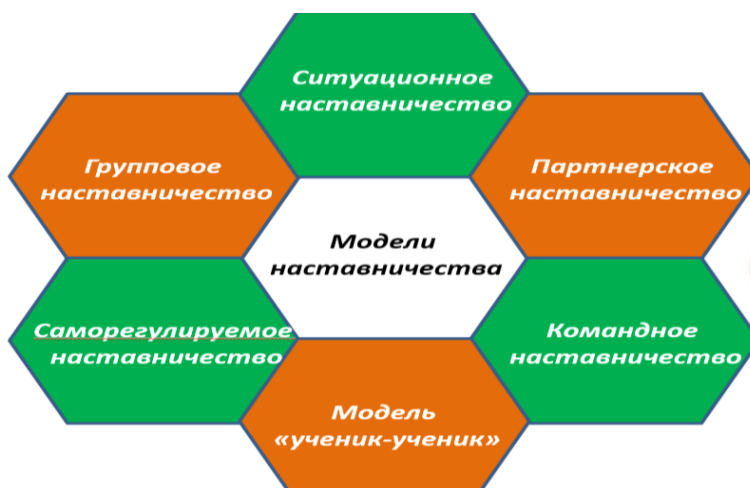 Ситуационное
наставничество
Групповое
наставничество
Партнерское
наставничество
Модели
наставничества
Саморегулируемое
наставничество
Командное
наставничество
Модель
«ученик-ученик»